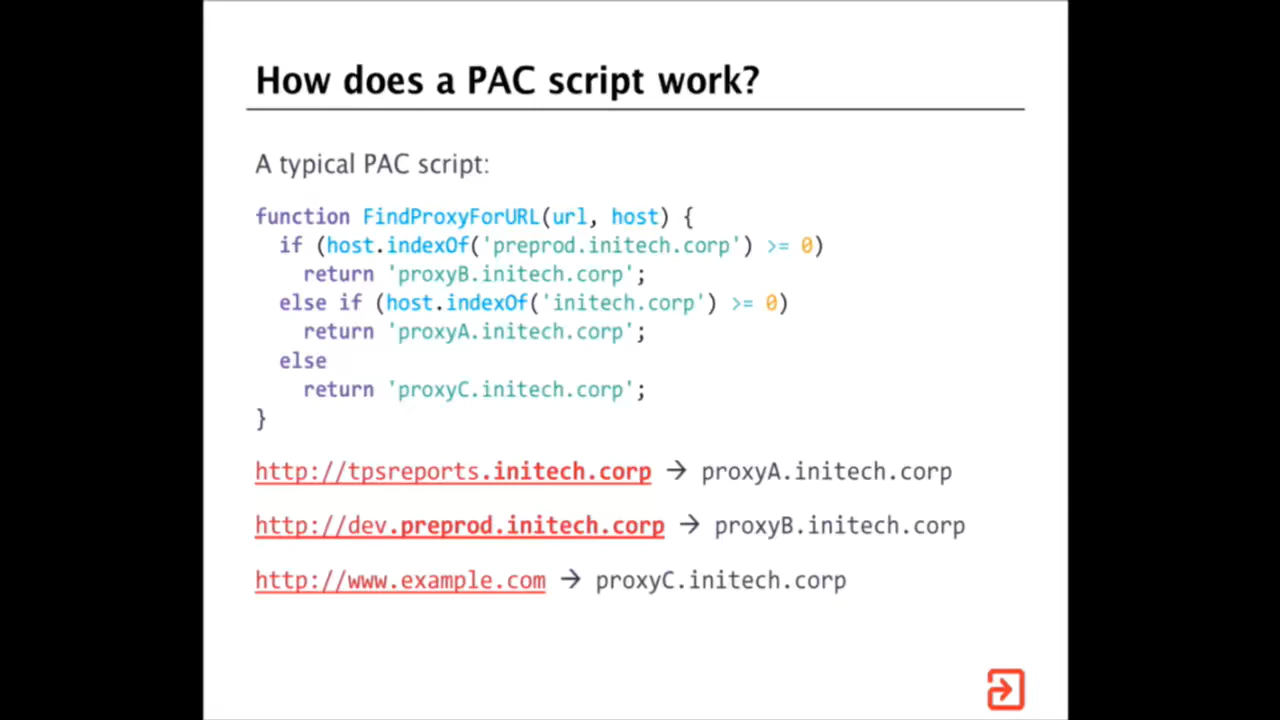 How does a PAC script work?
A typical PAC script:
function FindProxyForURL(url, host) {
  if (host.indexOf('preprod.initech.corp') >= 0)
    return 'proxyB.initech.corp';
  else if (host.indexOf('initech.corp') >= 0)
    return 'proxyA.initech.corp';
  else
    return 'proxyC.initech.corp';
}
http://tpsreports.initech.corp → proxyA.initech.corp
http://dev.preprod.initech.corp → proxyB.initech.corp
http://www.example.com → proxyC.initech.corp